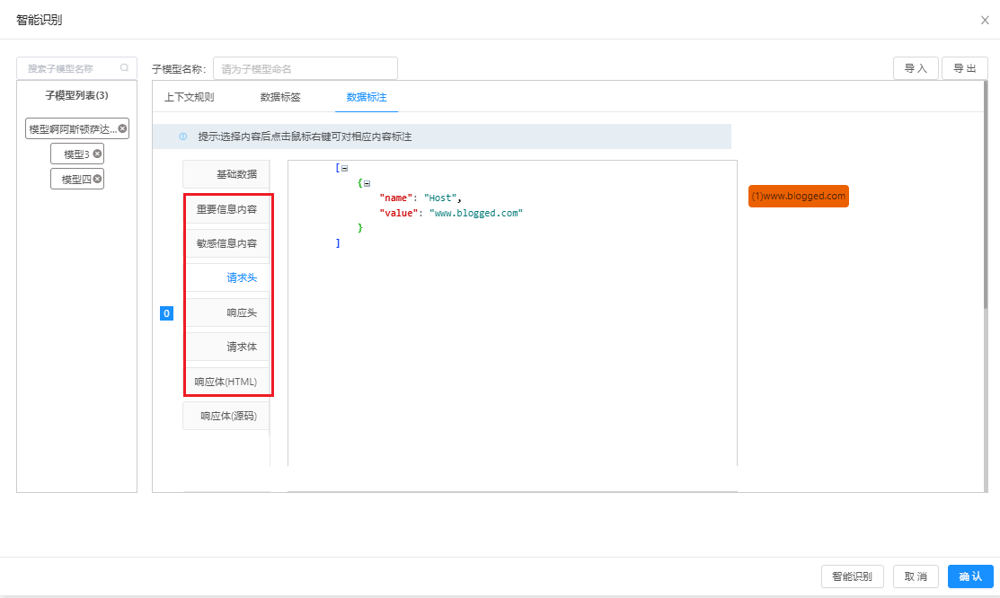 智能识别
搜索子模型名称
子模型名称:
请为子模型命名
导 入
导 出
子模型列表(3)
模型啊阿斯顿萨达...
模型3
模型四
上下文规则
数据标签
数据标注
提示:选择内容后点击鼠标右键可对相应内容标注
0
基础数据
重要信息内容
敏感信息内容
请求头
响应头
请求体
响应体(HTML)
响应体(源码)
[
{
"name": "Host",
"value": "www.blogged.com"
}
]
(1)www.blogged.com
智能识别
取 消
确 认